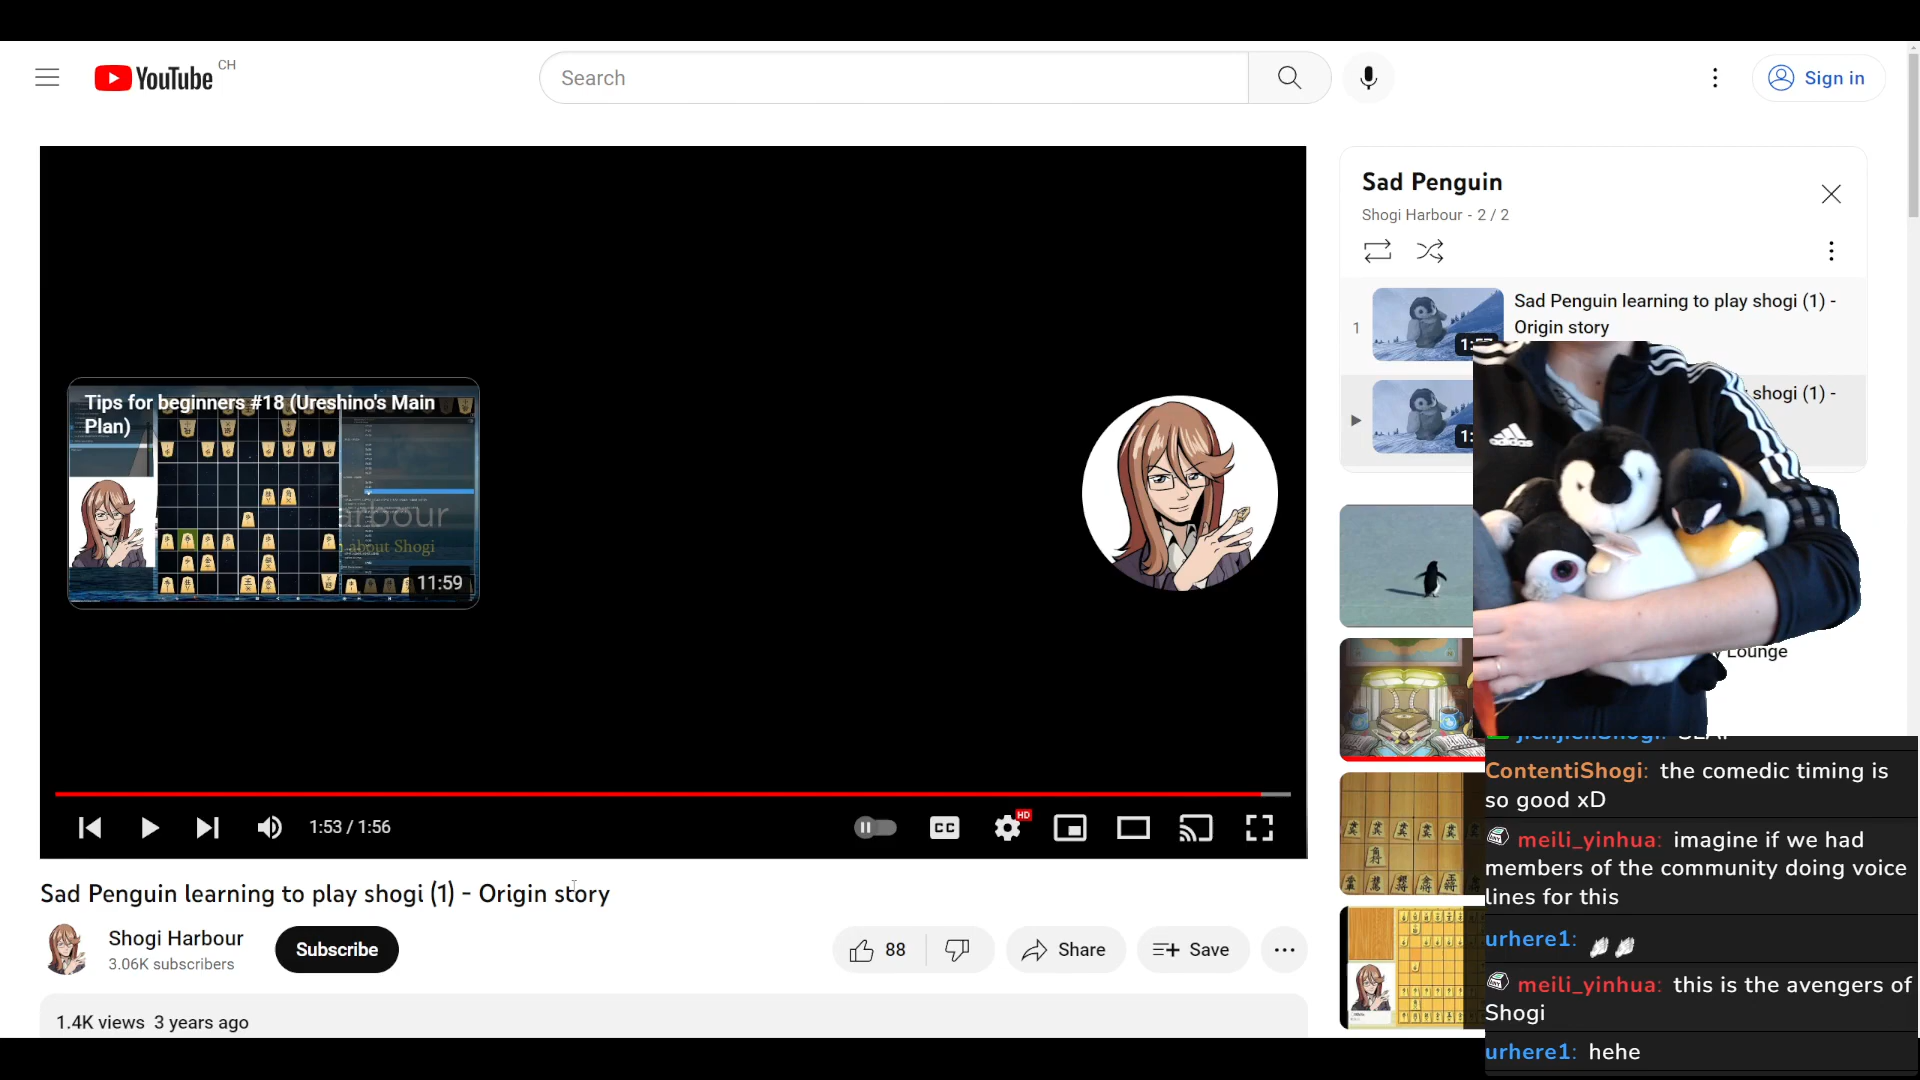 YouTube CH
Search
Sign in
Tips for beginners #18 (Ureshino's Main
Plan)
11:59
1:53 / 1:56
CC
HD
Sad Penguin learning to play shogi (1) - Origin story
Shogi Harbour
3.06K subscribers
Subscribe
88
Share
Save
1.4K views 3 years ago
Sad Penguin
Shogi Harbour - 2 / 2
1
Sad Penguin learning to play shogi (1) -
Origin story
shogi (1) -
Lounge
ContentiShogi: the comedic timing is
so good xD
meili_yinhua: imagine if we had
members of the community doing voice
lines for this
urhere1:
meili_yinhua: this is the avengers of
Shogi
urhere1: hehe